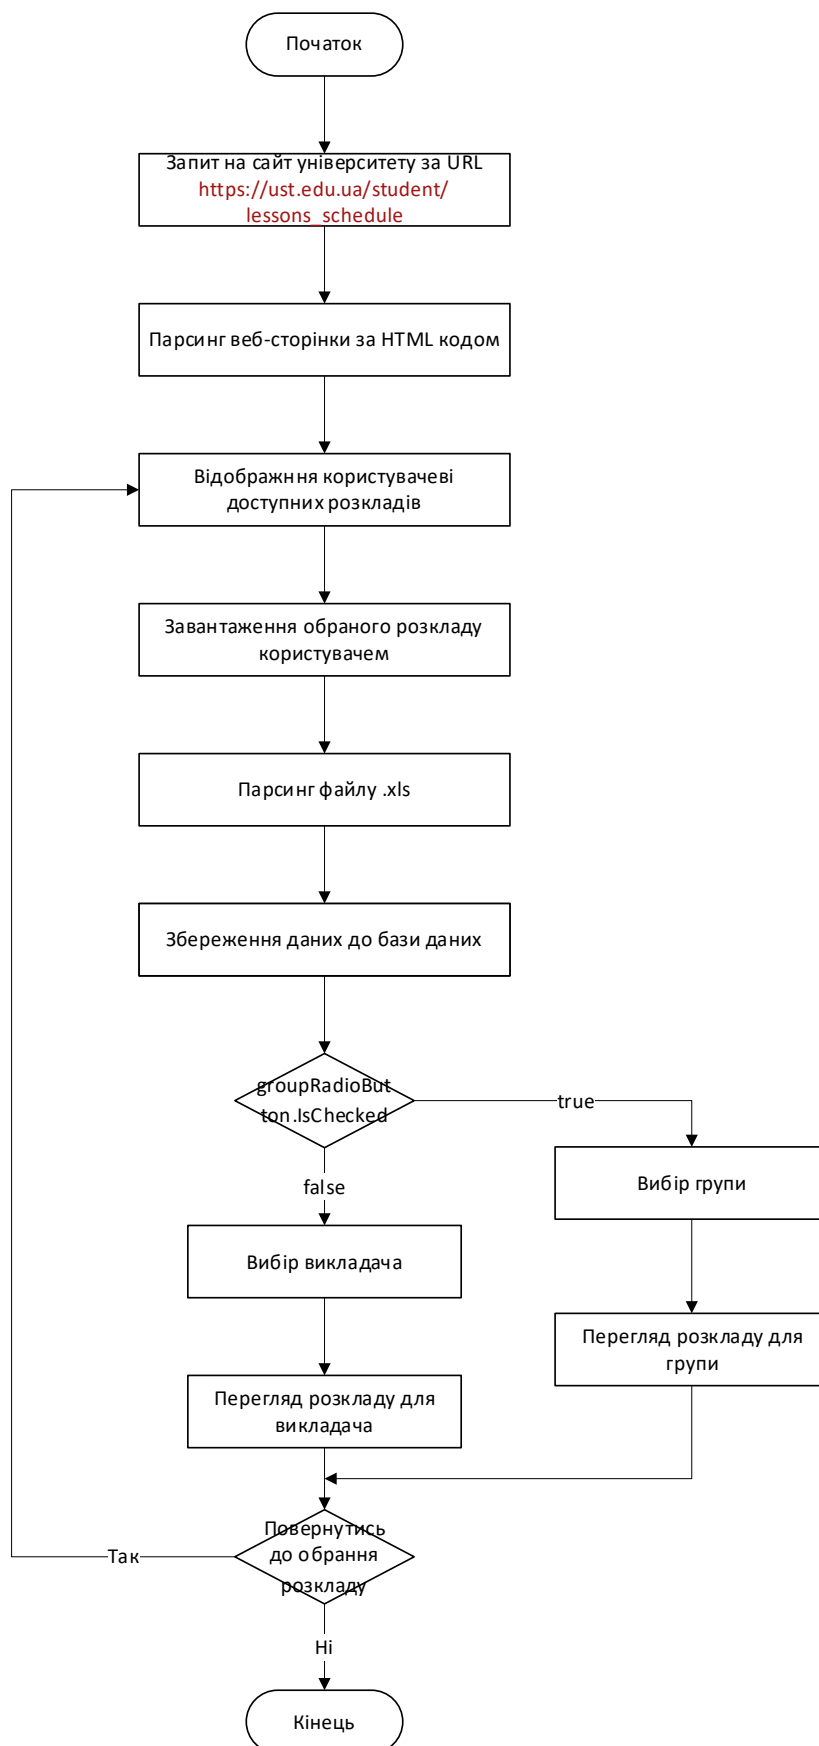 Початок
Запит на сайт університету за URL
https://ust.edu.ua/student/
lessons_schedule
Парсинг веб-сторінки за HTML кодом
Відображння користувачеві
доступних розкладів
Завантаження обраного розкладу
користувачем
Парсинг файлу .xls
Збереження даних до бази даних
groupRadioBut
ton.IsChecked
true
false
Вибір групи
Вибір викладача
Перегляд розкладу для
групи
Перегляд розкладу для
викладача
Повернутись
до обрання
розкладу
Так
Ні
Кінець